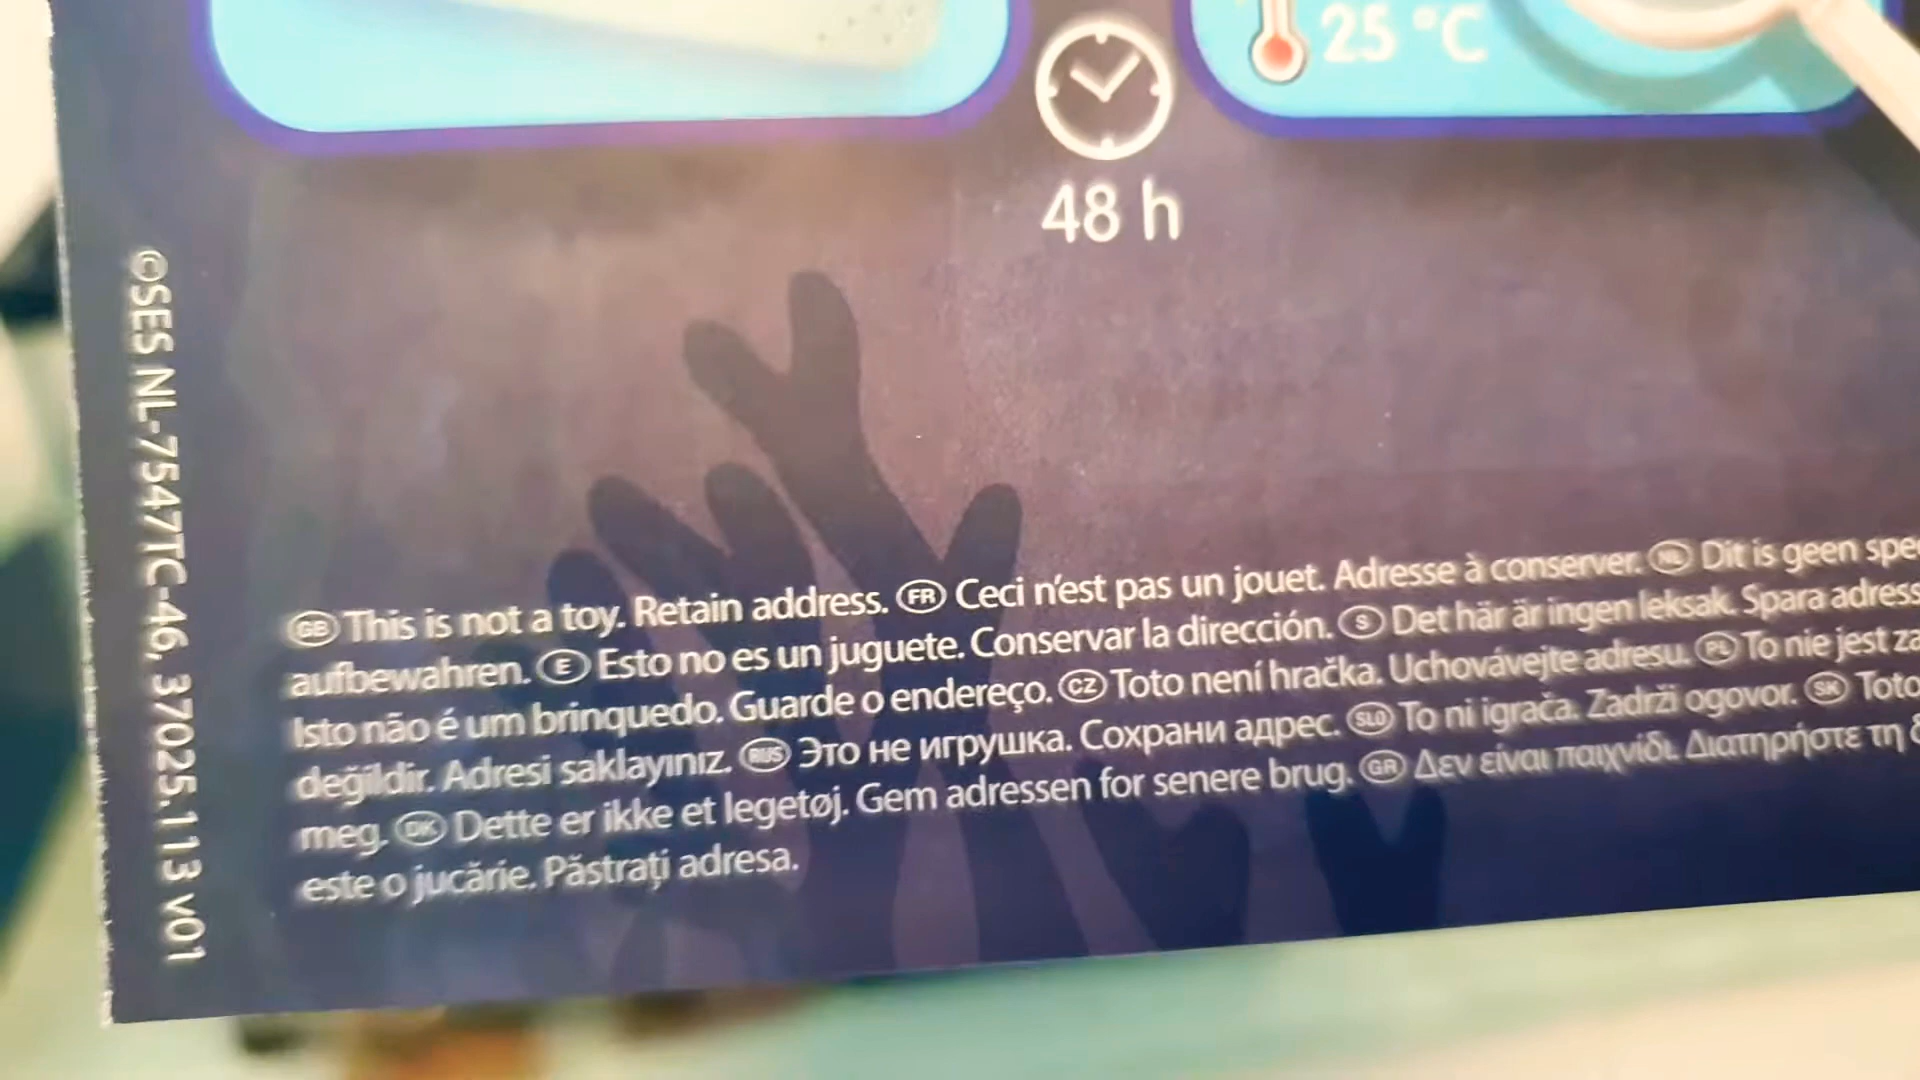 25 °C
48 h
©SES NL-7547TC-46, 37025.113 v01
GB This is not a toy. Retain address. FR Ceci n'est pas un jouet. Adresse à conserver. NL Dit is geen spee
aufbewahren. E Esto no es un juguete. Conservar la dirección. S Det här är ingen leksak. Spara adress
Isto não é um brinquedo. Guarde o endereço. CZ Toto není hračka. Uchovávejte adresu. PL To nie jest za
değildir. Adresi saklayınız. RUS Это не игрушка. Сохрани адрес. SLO To ni igrača. Zadrži ogovor. SK Toto
meg. DK Dette er ikke et legetøj. Gem adressen for senere brug. GR Δεν είναι παιχνίδι. Διατηρήστε τη δ
este o jucărie. Păstrați adresa.